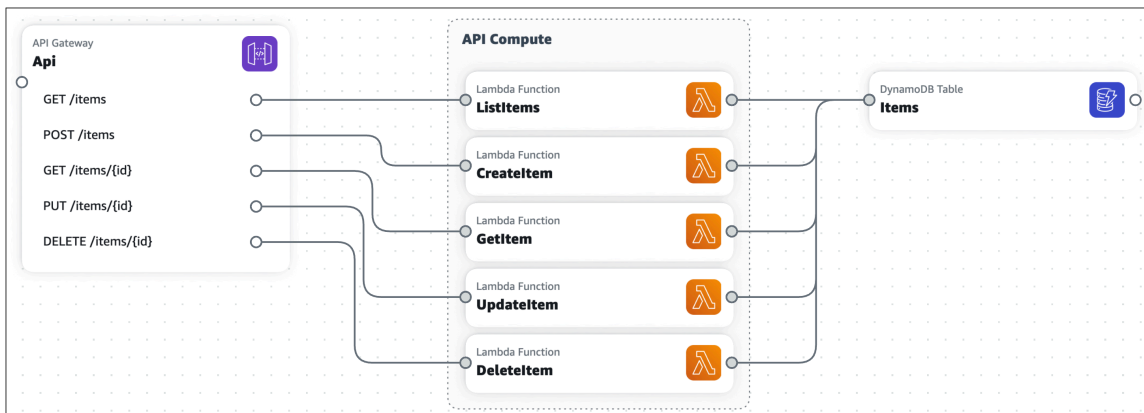 API Gateway
Api
GET /items
POST /items
GET /items/{id}
PUT /items/{id}
DELETE /items/{id}
API Compute
Lambda Function
ListItems
Lambda Function
CreateItem
Lambda Function
GetItem
Lambda Function
UpdateItem
Lambda Function
DeleteItem
DynamoDB Table
Items